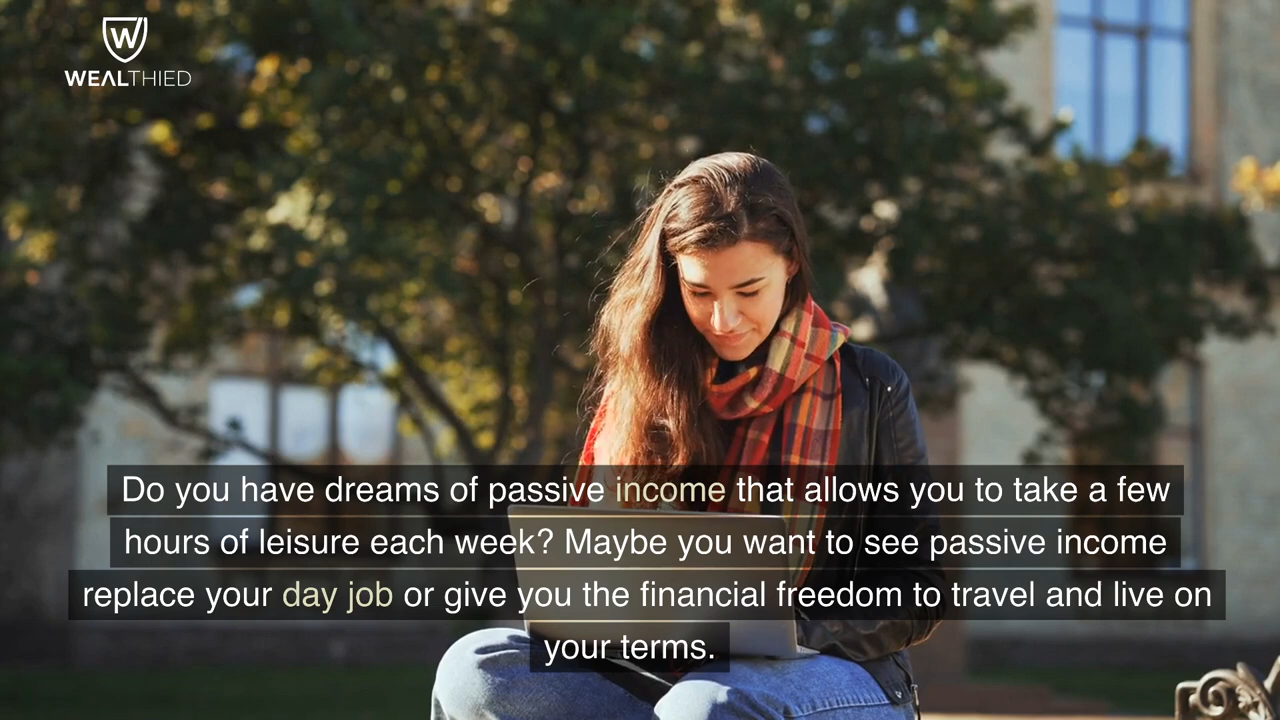 W
WEALTHIED
Do you have dreams of passive income that allows you to take a few
hours of leisure each week? Maybe you want to see passive income
replace your day job or give you the financial freedom to travel and live on
your terms.